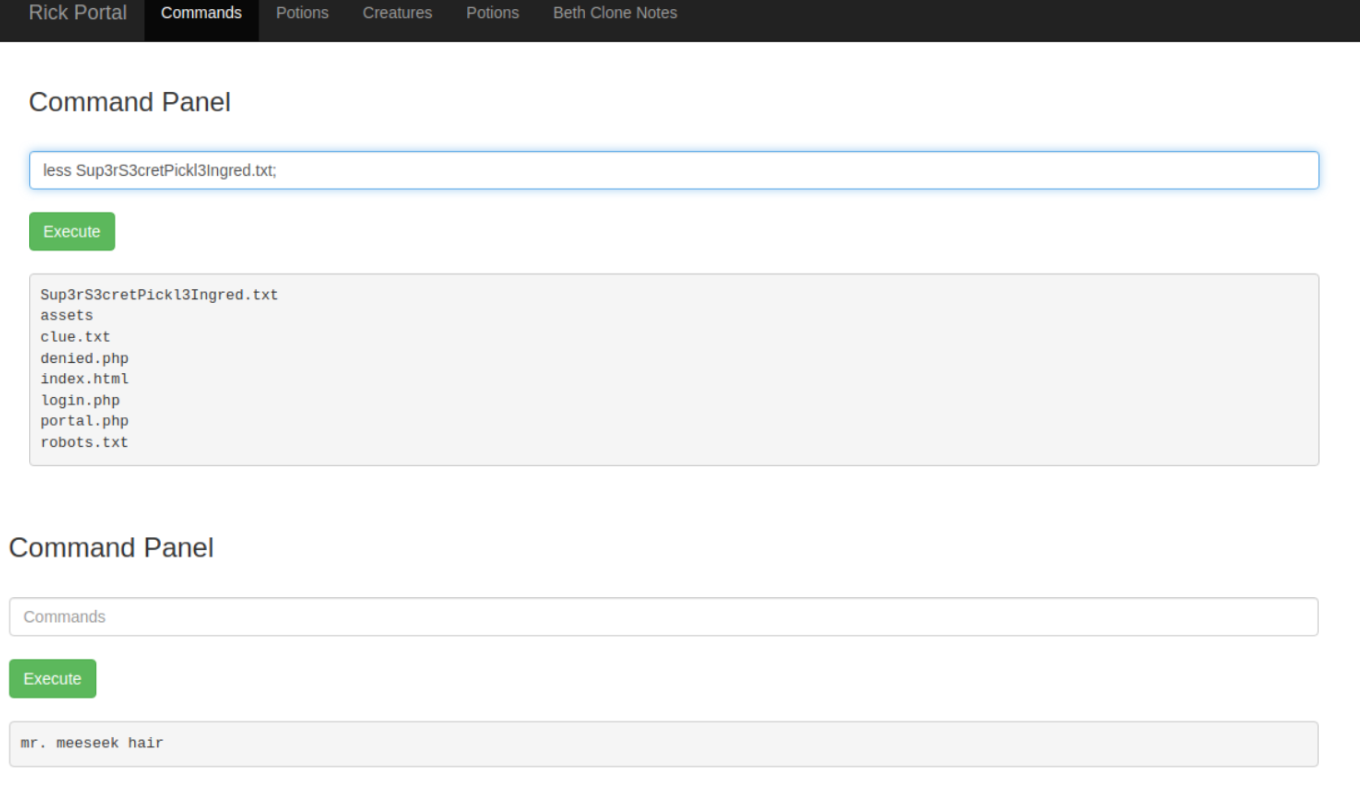 Rick Portal Commands Potions Creatures Potions Beth Clone Notes
Command Panel
less Sup3rS3cretPickl3Ingred.txt;
Execute
Sup3rS3cretPickl3Ingred.txt
assets
clue.txt
denied.php
index.html
login.php
portal.php
robots.txt
Command Panel
Commands
Execute
mr. meeseek hair